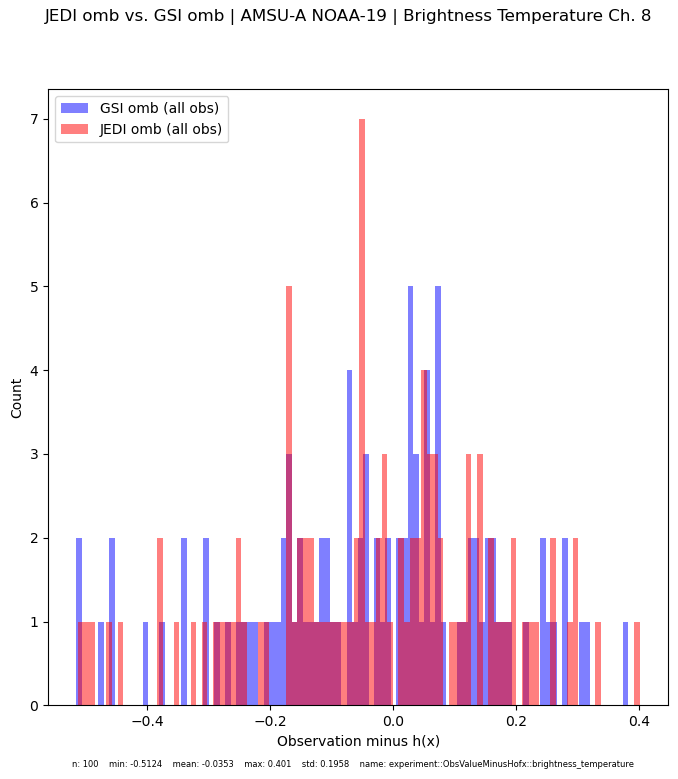 JEDI omb vs. GSI omb | AMSU-A NOAA-19 | Brightness Temperature Ch. 8
GSI omb (all obs)
JEDI omb (all obs)
7
6
5
4
3
2
1
0
Count
−0.4 −0.2 0.0 0.2 0.4
Observation minus h(x)
n: 100 min: -0.5124 mean: -0.0353 max: 0.401 std: 0.1958 name: experiment::ObsValueMinusHofx::brightness_temperature